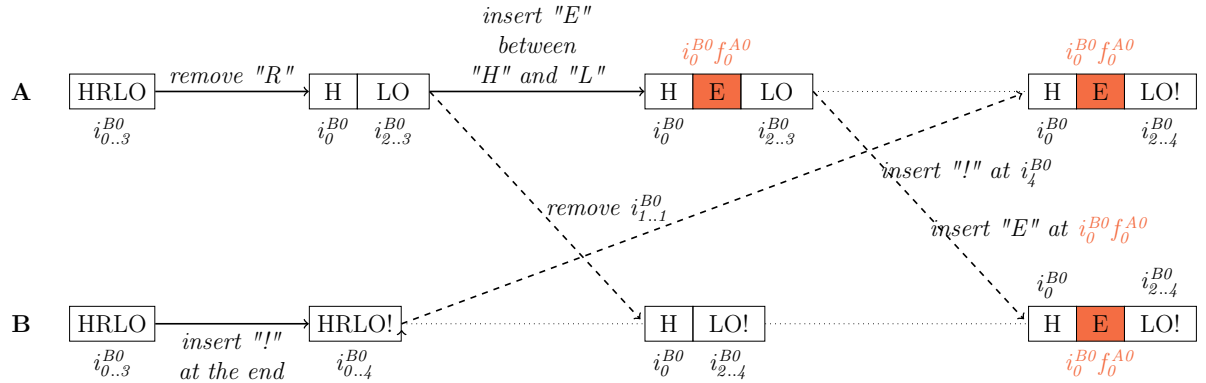 insert "E"
between
remove "R"
"H" and "L"
i_0^{B0} f_0^{A0}
i_0^{B0} f_0^{A0}
A
HRLO
H LO
H E LO
H E LO!
i_{0..3}^{B0}
i_0^{B0} i_{2..3}^{B0}
i_0^{B0} i_{2..3}^{B0}
i_0^{B0} i_{2..4}^{B0}
insert "!" at i_4^{B0}
remove i_{1..1}^{B0}
insert "E" at i_0^{B0} f_0^{A0}
i_0^{B0} i_{2..4}^{B0}
B
HRLO
HRLO!
H LO!
H E LO!
i_{0..3}^{B0}
insert "!"
at the end
i_{0..4}^{B0}
i_0^{B0} i_{2..4}^{B0}
i_0^{B0} f_0^{A0}